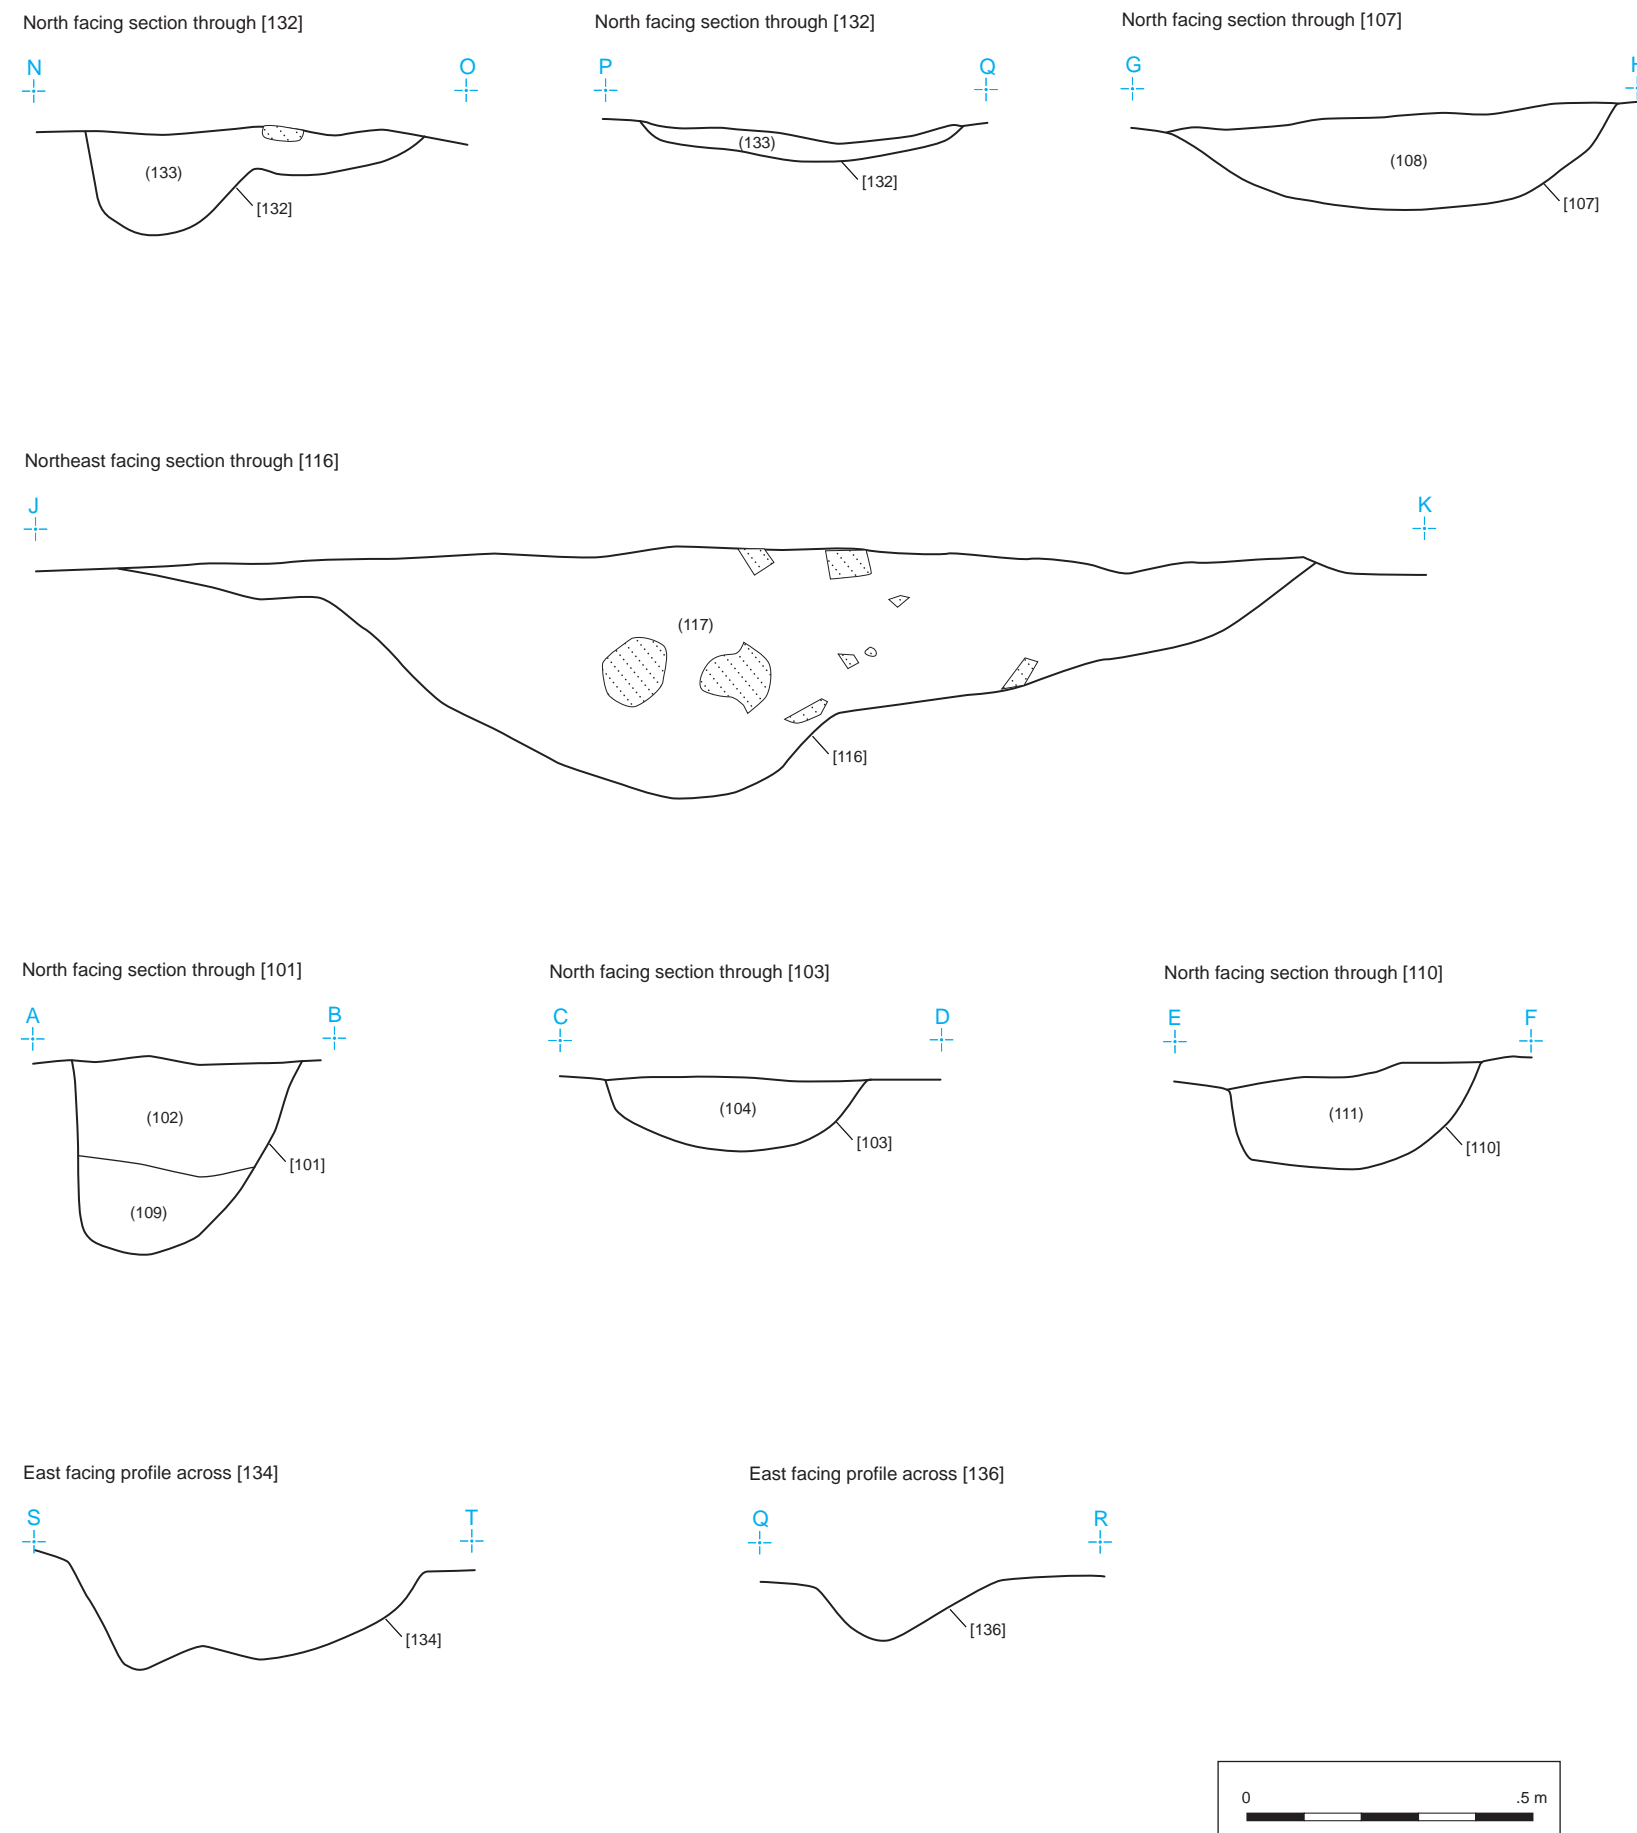 North facing section through [132]
North facing section through [132]
North facing section through [107]
N
O
P
Q
G
H
(133)
[132]
(133)
[132]
(108)
[107]
Northeast facing section through [116]
J
K
(117)
[116]
North facing section through [101]
North facing section through [103]
North facing section through [110]
A
B
C
D
E
F
(102)
[101]
(109)
(104)
[103]
(111)
[110]
East facing profile across [134]
East facing profile across [136]
S
T
Q
R
[134]
[136]
0 .5 m